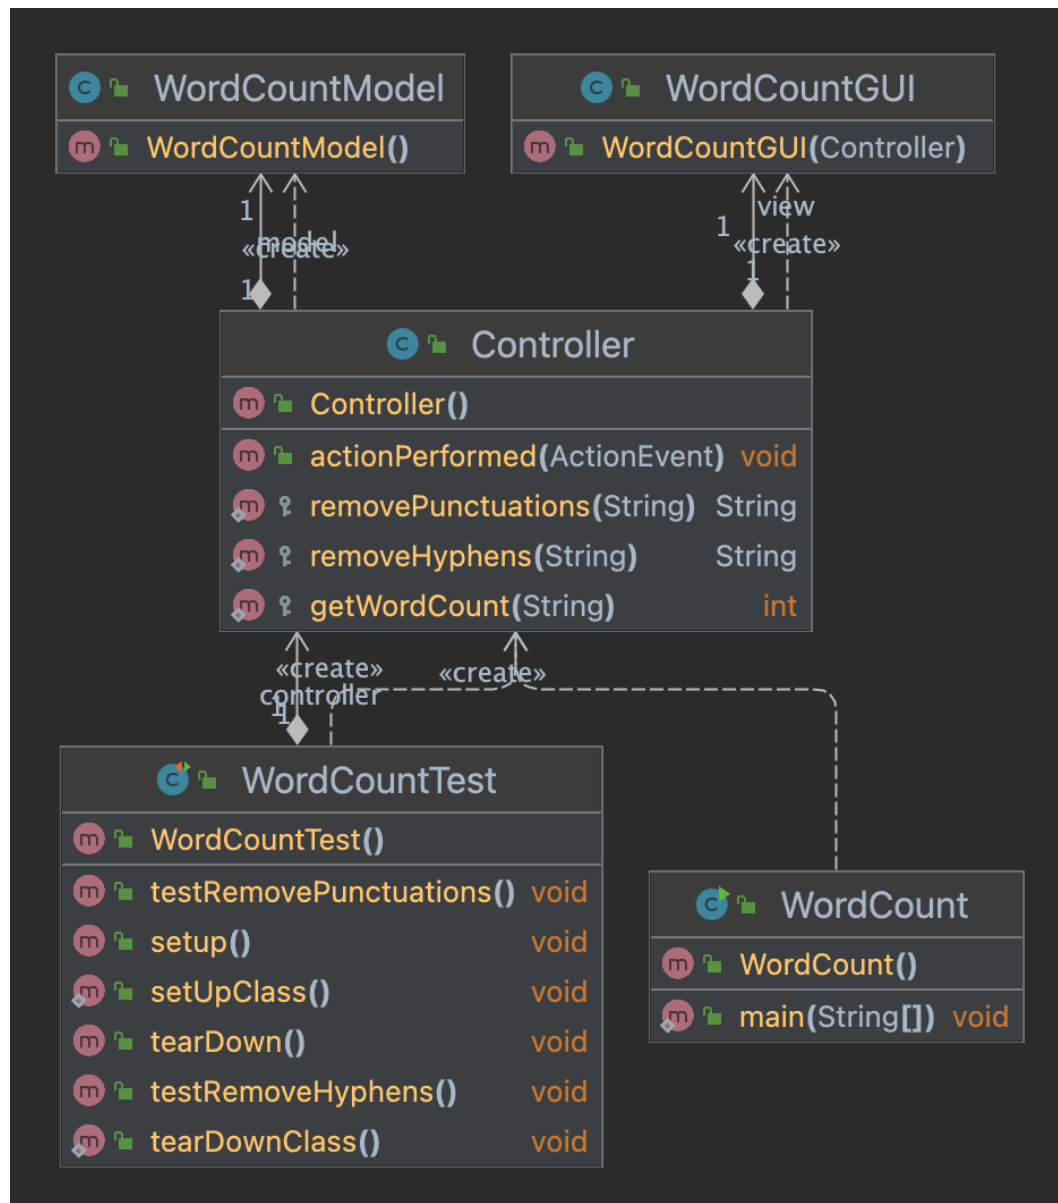 WordCountModel
WordCountModel()
WordCountGUI
WordCountGUI(Controller)
1
model
«create»
1
view
1
«create»
1
Controller
Controller()
actionPerformed(ActionEvent) void
removePunctuations(String) String
removeHyphens(String) String
getWordCount(String) int
«create»
controller
1
1
«create»
WordCountTest
WordCountTest()
testRemovePunctuations() void
setup() void
setUpClass() void
tearDown() void
testRemoveHyphens() void
tearDownClass() void
WordCount
WordCount()
main(String[]) void